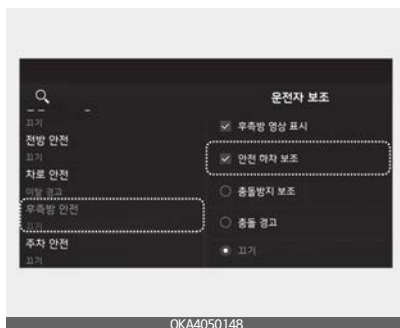 운전자 보조
끄기
전방 안전
끄기
차로 안전
이탈 경고
후측방 안전
끄기
주차 안전
끄기
후측방 영상 표시
안전 하차 보조
충돌방지 보조
충돌 경고
끄기
OKA4050148